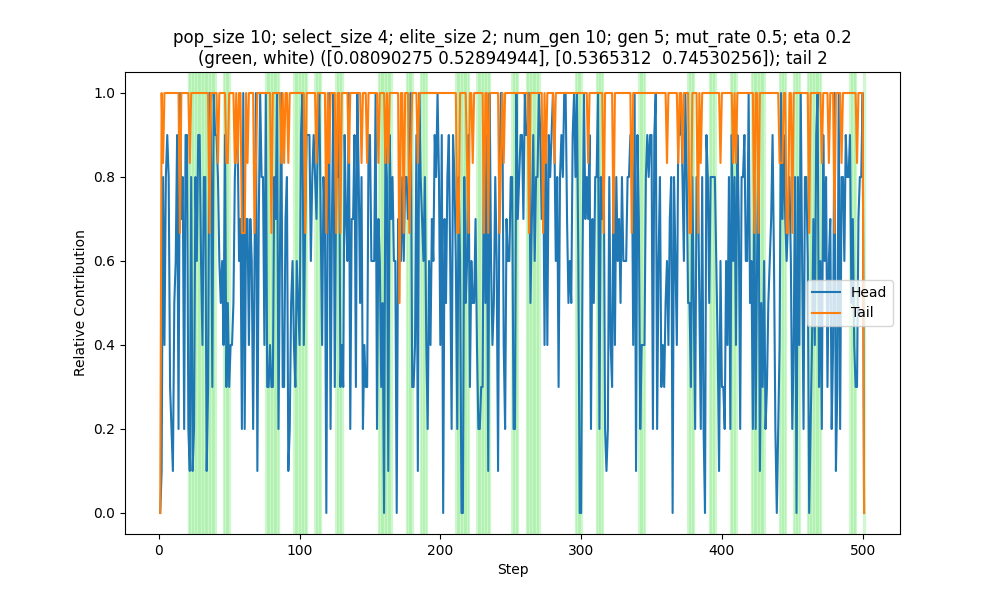 pop_size 10; select_size 4; elite_size 2; num_gen 10; gen 5; mut_rate 0.5; eta 0.2
(green, white) ([0.08090275 0.52894944], [0.5365312  0.74530256]); tail 2
1.0
0.8
0.6
0.4
0.2
0.0
Relative Contribution
Head
Tail
0
100
200
300
400
500
Step